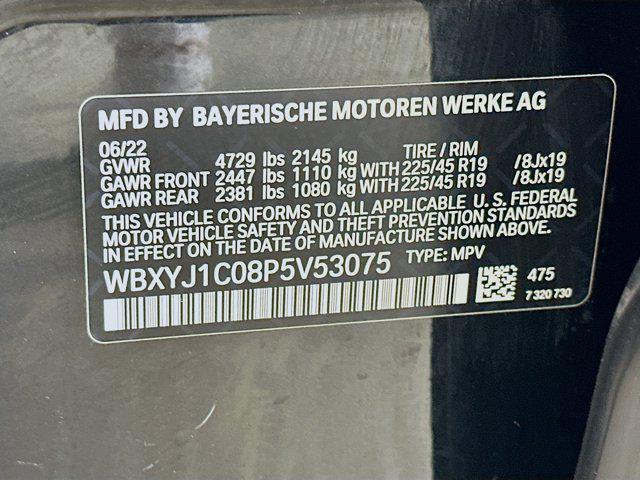 MFD BY BAYERISCHE MOTOREN WERKE AG
06/22 TIRE / RIM
GVWR 4729 lbs 2145 kg
GAWR FRONT 2447 lbs 1110 kg WITH 225/45 R19 /8Jx19
GAWR REAR 2381 lbs 1080 kg WITH 225/45 R19 /8Jx19
THIS VEHICLE CONFORMS TO ALL APPLICABLE U. S. FEDERAL
MOTOR VEHICLE SAFETY AND THEFT PREVENTION STANDARDS
IN EFFECT ON THE DATE OF MANUFACTURE SHOWN ABOVE.
WBXYJ1C08P5V53075 TYPE: MPV
475
7 320 730